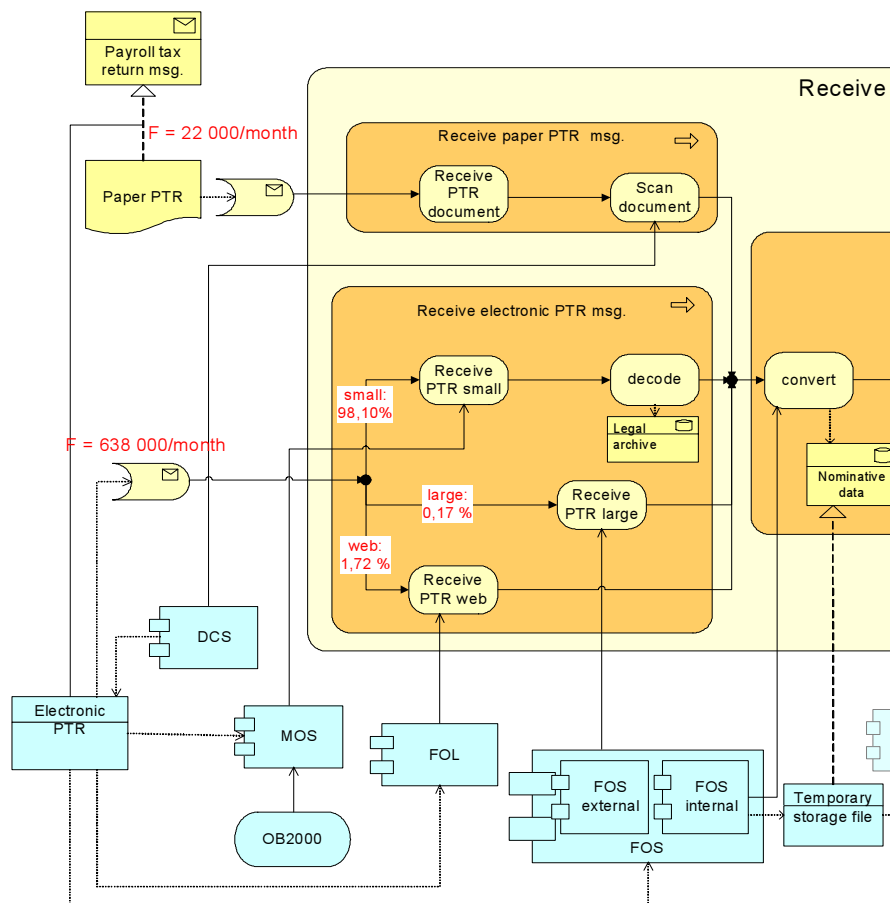 Payroll tax
return msg.
Receive
F = 22 000/month
Receive paper PTR  msg.
Paper PTR
Receive
PTR
document
Scan
document
Receive electronic PTR msg.
Receive
PTR small
decode
convert
small:
98,10%
Legal
archive
F = 638 000/month
Nominative
data
large:
0,17 %
Receive
PTR large
web:
1,72 %
Receive
PTR web
DCS
Electronic
PTR
MOS
FOL
FOS
external
FOS
internal
Temporary
storage file
OB2000
FOS